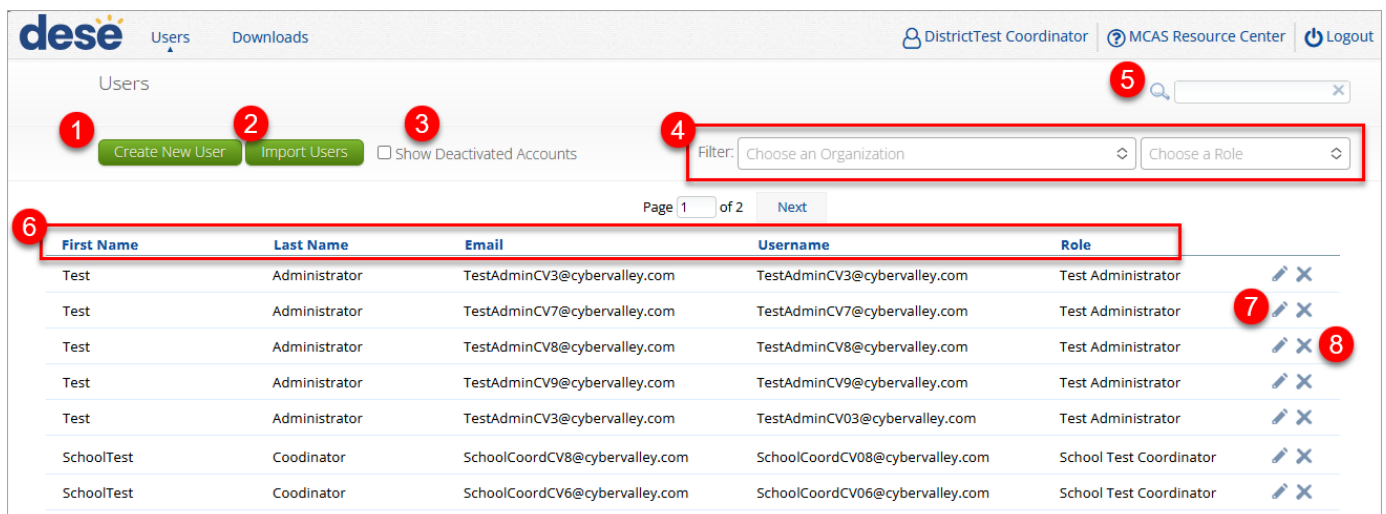 dese Users Downloads DistrictTest Coordinator MCAS Resource Center Logout
Users 5
1 2 3 4
Create New User Import Users Show Deactivated Accounts Filter: Choose an Organization Choose a Role
Page 1 of 2 Next
6
First Name Last Name Email Username Role
Test Administrator TestAdminCV3@cybervalley.com TestAdminCV3@cybervalley.com Test Administrator
Test Administrator TestAdminCV7@cybervalley.com TestAdminCV7@cybervalley.com Test Administrator 7
Test Administrator TestAdminCV8@cybervalley.com TestAdminCV8@cybervalley.com Test Administrator 8
Test Administrator TestAdminCV9@cybervalley.com TestAdminCV9@cybervalley.com Test Administrator
Test Administrator TestAdminCV3@cybervalley.com TestAdminCV03@cybervalley.com Test Administrator
SchoolTest Coodinator SchoolCoordCV8@cybervalley.com SchoolCoordCV08@cybervalley.com School Test Coordinator
SchoolTest Coodinator SchoolCoordCV6@cybervalley.com SchoolCoordCV06@cybervalley.com School Test Coordinator